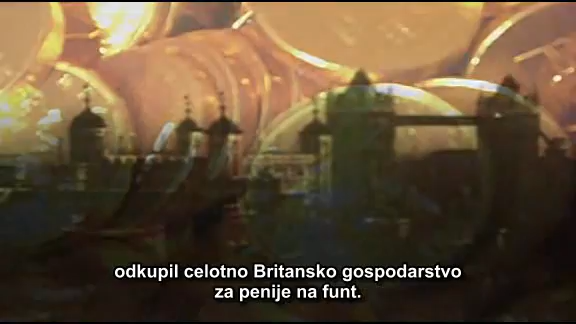 odkupil celotno Britansko gospodarstvo
za penije na funt.